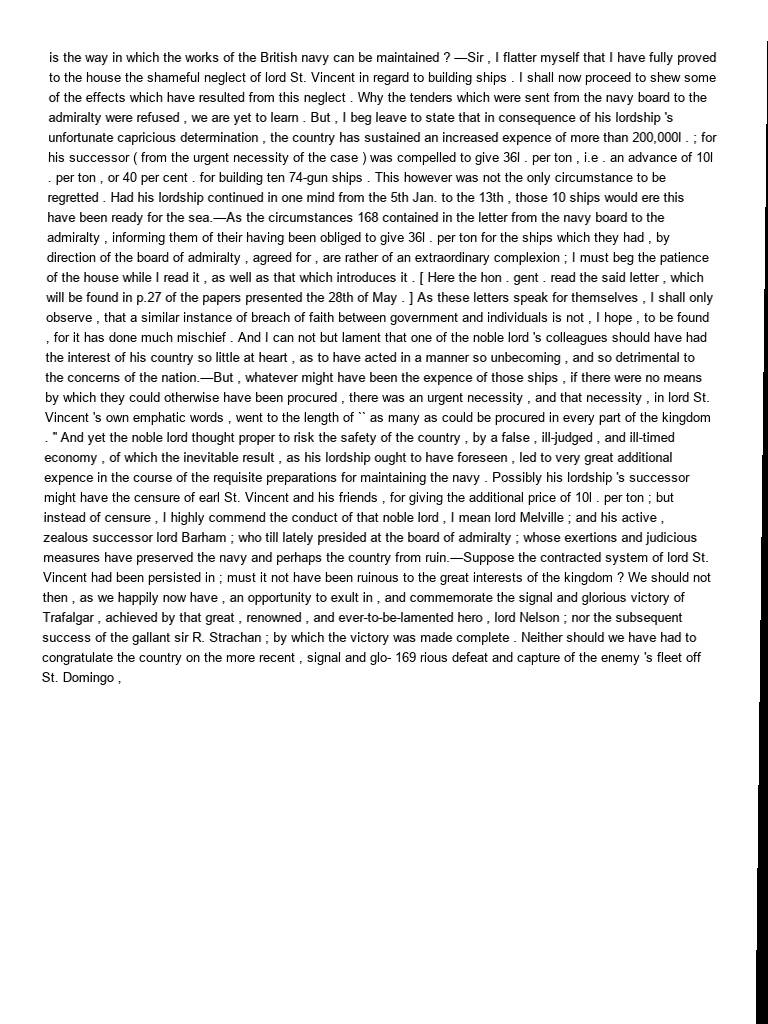 is the way in which the works of the British navy can be maintained ? —Sir , I flatter myself that I have fully proved
to the house the shameful neglect of lord St. Vincent in regard to building ships . I shall now proceed to shew some
of the effects which have resulted from this neglect . Why the tenders which were sent from the navy board to the
admiralty were refused , we are yet to learn . But , I beg leave to state that in consequence of his lordship 's
unfortunate capricious determination , the country has sustained an increased expence of more than 200,000l . ; for
his successor ( from the urgent necessity of the case ) was compelled to give 36l . per ton , i.e . an advance of 10l
. per ton , or 40 per cent . for building ten 74-gun ships . This however was not the only circumstance to be
regretted . Had his lordship continued in one mind from the 5th Jan. to the 13th , those 10 ships would ere this
have been ready for the sea.—As the circumstances 168 contained in the letter from the navy board to the
admiralty , informing them of their having been obliged to give 36l . per ton for the ships which they had , by
direction of the board of admiralty , agreed for , are rather of an extraordinary complexion ; I must beg the patience
of the house while I read it , as well as that which introduces it . [ Here the hon . gent . read the said letter , which
will be found in p.27 of the papers presented the 28th of May . ] As these letters speak for themselves , I shall only
observe , that a similar instance of breach of faith between government and individuals is not , I hope , to be found
, for it has done much mischief . And I can not but lament that one of the noble lord 's colleagues should have had
the interest of his country so little at heart , as to have acted in a manner so unbecoming , and so detrimental to
the concerns of the nation.—But , whatever might have been the expence of those ships , if there were no means
by which they could otherwise have been procured , there was an urgent necessity , and that necessity , in lord St.
Vincent 's own emphatic words , went to the length of `` as many as could be procured in every part of the kingdom
. " And yet the noble lord thought proper to risk the safety of the country , by a false , ill-judged , and ill-timed
economy , of which the inevitable result , as his lordship ought to have foreseen , led to very great additional
expence in the course of the requisite preparations for maintaining the navy . Possibly his lordship 's successor
might have the censure of earl St. Vincent and his friends , for giving the additional price of 10l . per ton ; but
instead of censure , I highly commend the conduct of that noble lord , I mean lord Melville ; and his active ,
zealous successor lord Barham ; who till lately presided at the board of admiralty ; whose exertions and judicious
measures have preserved the navy and perhaps the country from ruin.—Suppose the contracted system of lord St.
Vincent had been persisted in ; must it not have been ruinous to the great interests of the kingdom ? We should not
then , as we happily now have , an opportunity to exult in , and commemorate the signal and glorious victory of
Trafalgar , achieved by that great , renowned , and ever-to-be-lamented hero , lord Nelson ; nor the subsequent
success of the gallant sir R. Strachan ; by which the victory was made complete . Neither should we have had to
congratulate the country on the more recent , signal and glo- 169 rious defeat and capture of the enemy 's fleet off
St. Domingo ,